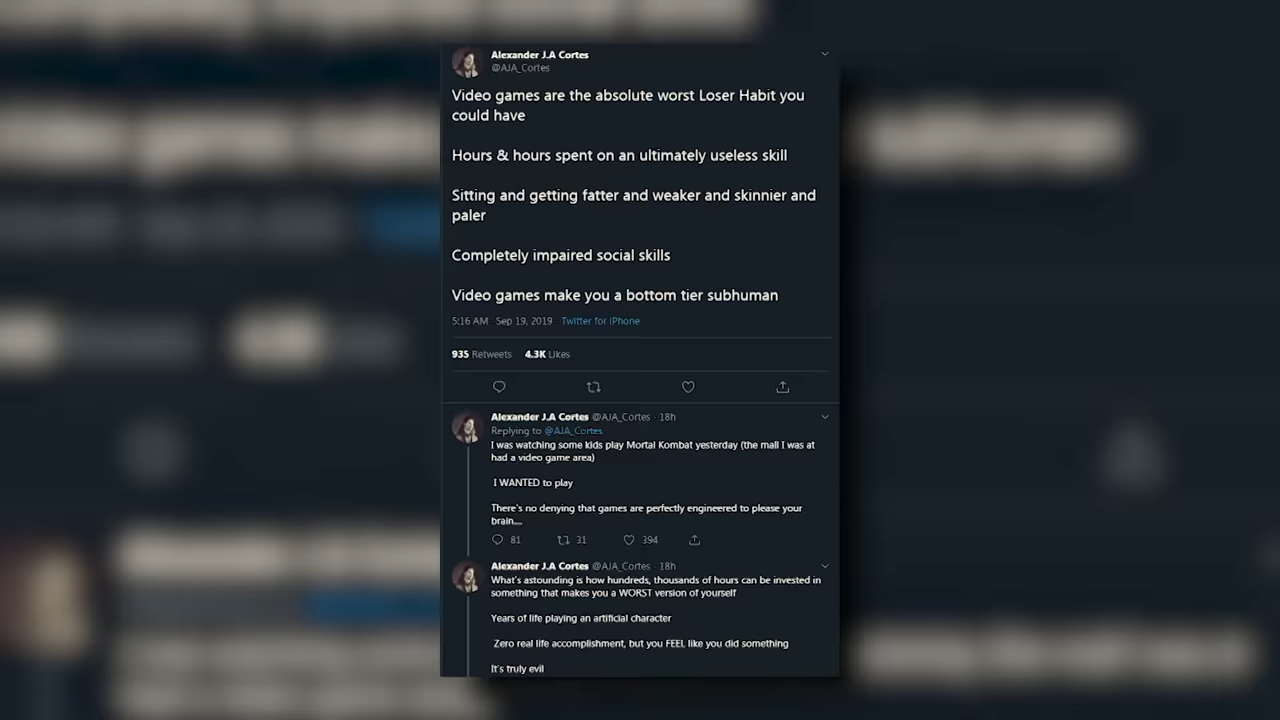 Alexander J.A Cortes
@AJA_Cortes
Video games are the absolute worst Loser Habit you
could have
Hours & hours spent on an ultimately useless skill
Sitting and getting fatter and weaker and skinnier and
paler
Completely impaired social skills
Video games make you a bottom tier subhuman
5:16 AM · Sep 19, 2019 · Twitter for iPhone
935 Retweets 4.3K Likes
Alexander J.A Cortes @AJA_Cortes · 18h
Replying to @AJA_Cortes
I was watching some kids play Mortal Kombat yesterday (the mall I was at
had a video game area)
I WANTED to play
There's no denying that games are perfectly engineered to please your
brain....
81 31 394
Alexander J.A Cortes @AJA_Cortes · 18h
What's astounding is how hundreds, thousands of hours can be invested in
something that makes you a WORST version of yourself
Years of life playing an artificial character
Zero real life accomplishment, but you FEEL like you did something
It's truly evil